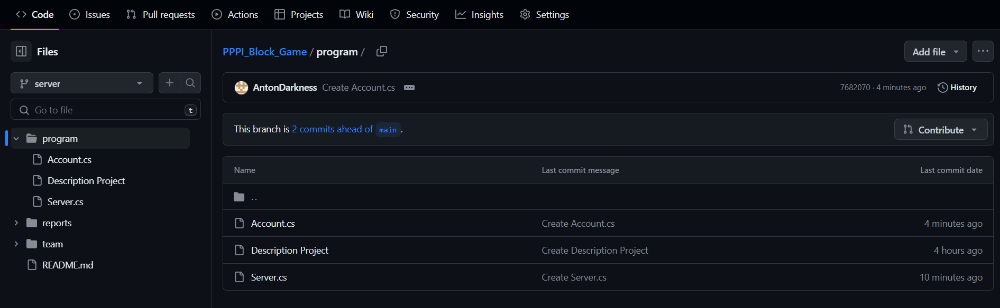 Code Issues Pull requests Actions Projects Wiki Security Insights Settings
Files
server
Go to file t
program
Account.cs
Description Project
Server.cs
reports
team
README.md
PPPI_Block_Game / program /
Add file
AntonDarkness Create Account.cs
7682070 · 4 minutes ago History
This branch is 2 commits ahead of main .
Contribute
Name Last commit message Last commit date
..
Account.cs Create Account.cs 4 minutes ago
Description Project Create Description Project 4 hours ago
Server.cs Create Server.cs 10 minutes ago